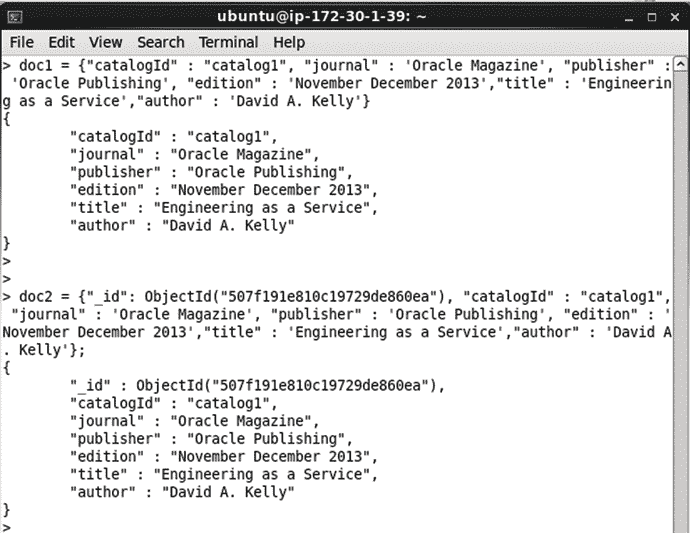 ubuntu@ip-172-30-1-39: ~
File Edit View Search Terminal Help
> doc1 = {"catalogId" : "catalog1", "journal" : 'Oracle Magazine', "publisher" :
 'Oracle Publishing', "edition" : 'November December 2013',"title" : 'Engineerin
g as a Service',"author" : 'David A. Kelly'}
{
        "catalogId" : "catalog1",
        "journal" : "Oracle Magazine",
        "publisher" : "Oracle Publishing",
        "edition" : "November December 2013",
        "title" : "Engineering as a Service",
        "author" : "David A. Kelly"
}
>
>
> doc2 = {"_id": ObjectId("507f191e810c19729de860ea"), "catalogId" : "catalog1",
 "journal" : 'Oracle Magazine', "publisher" : 'Oracle Publishing', "edition" : '
November December 2013',"title" : 'Engineering as a Service',"author" : 'David A
. Kelly'};
{
        "_id" : ObjectId("507f191e810c19729de860ea"),
        "catalogId" : "catalog1",
        "journal" : "Oracle Magazine",
        "publisher" : "Oracle Publishing",
        "edition" : "November December 2013",
        "title" : "Engineering as a Service",
        "author" : "David A. Kelly"
}
>